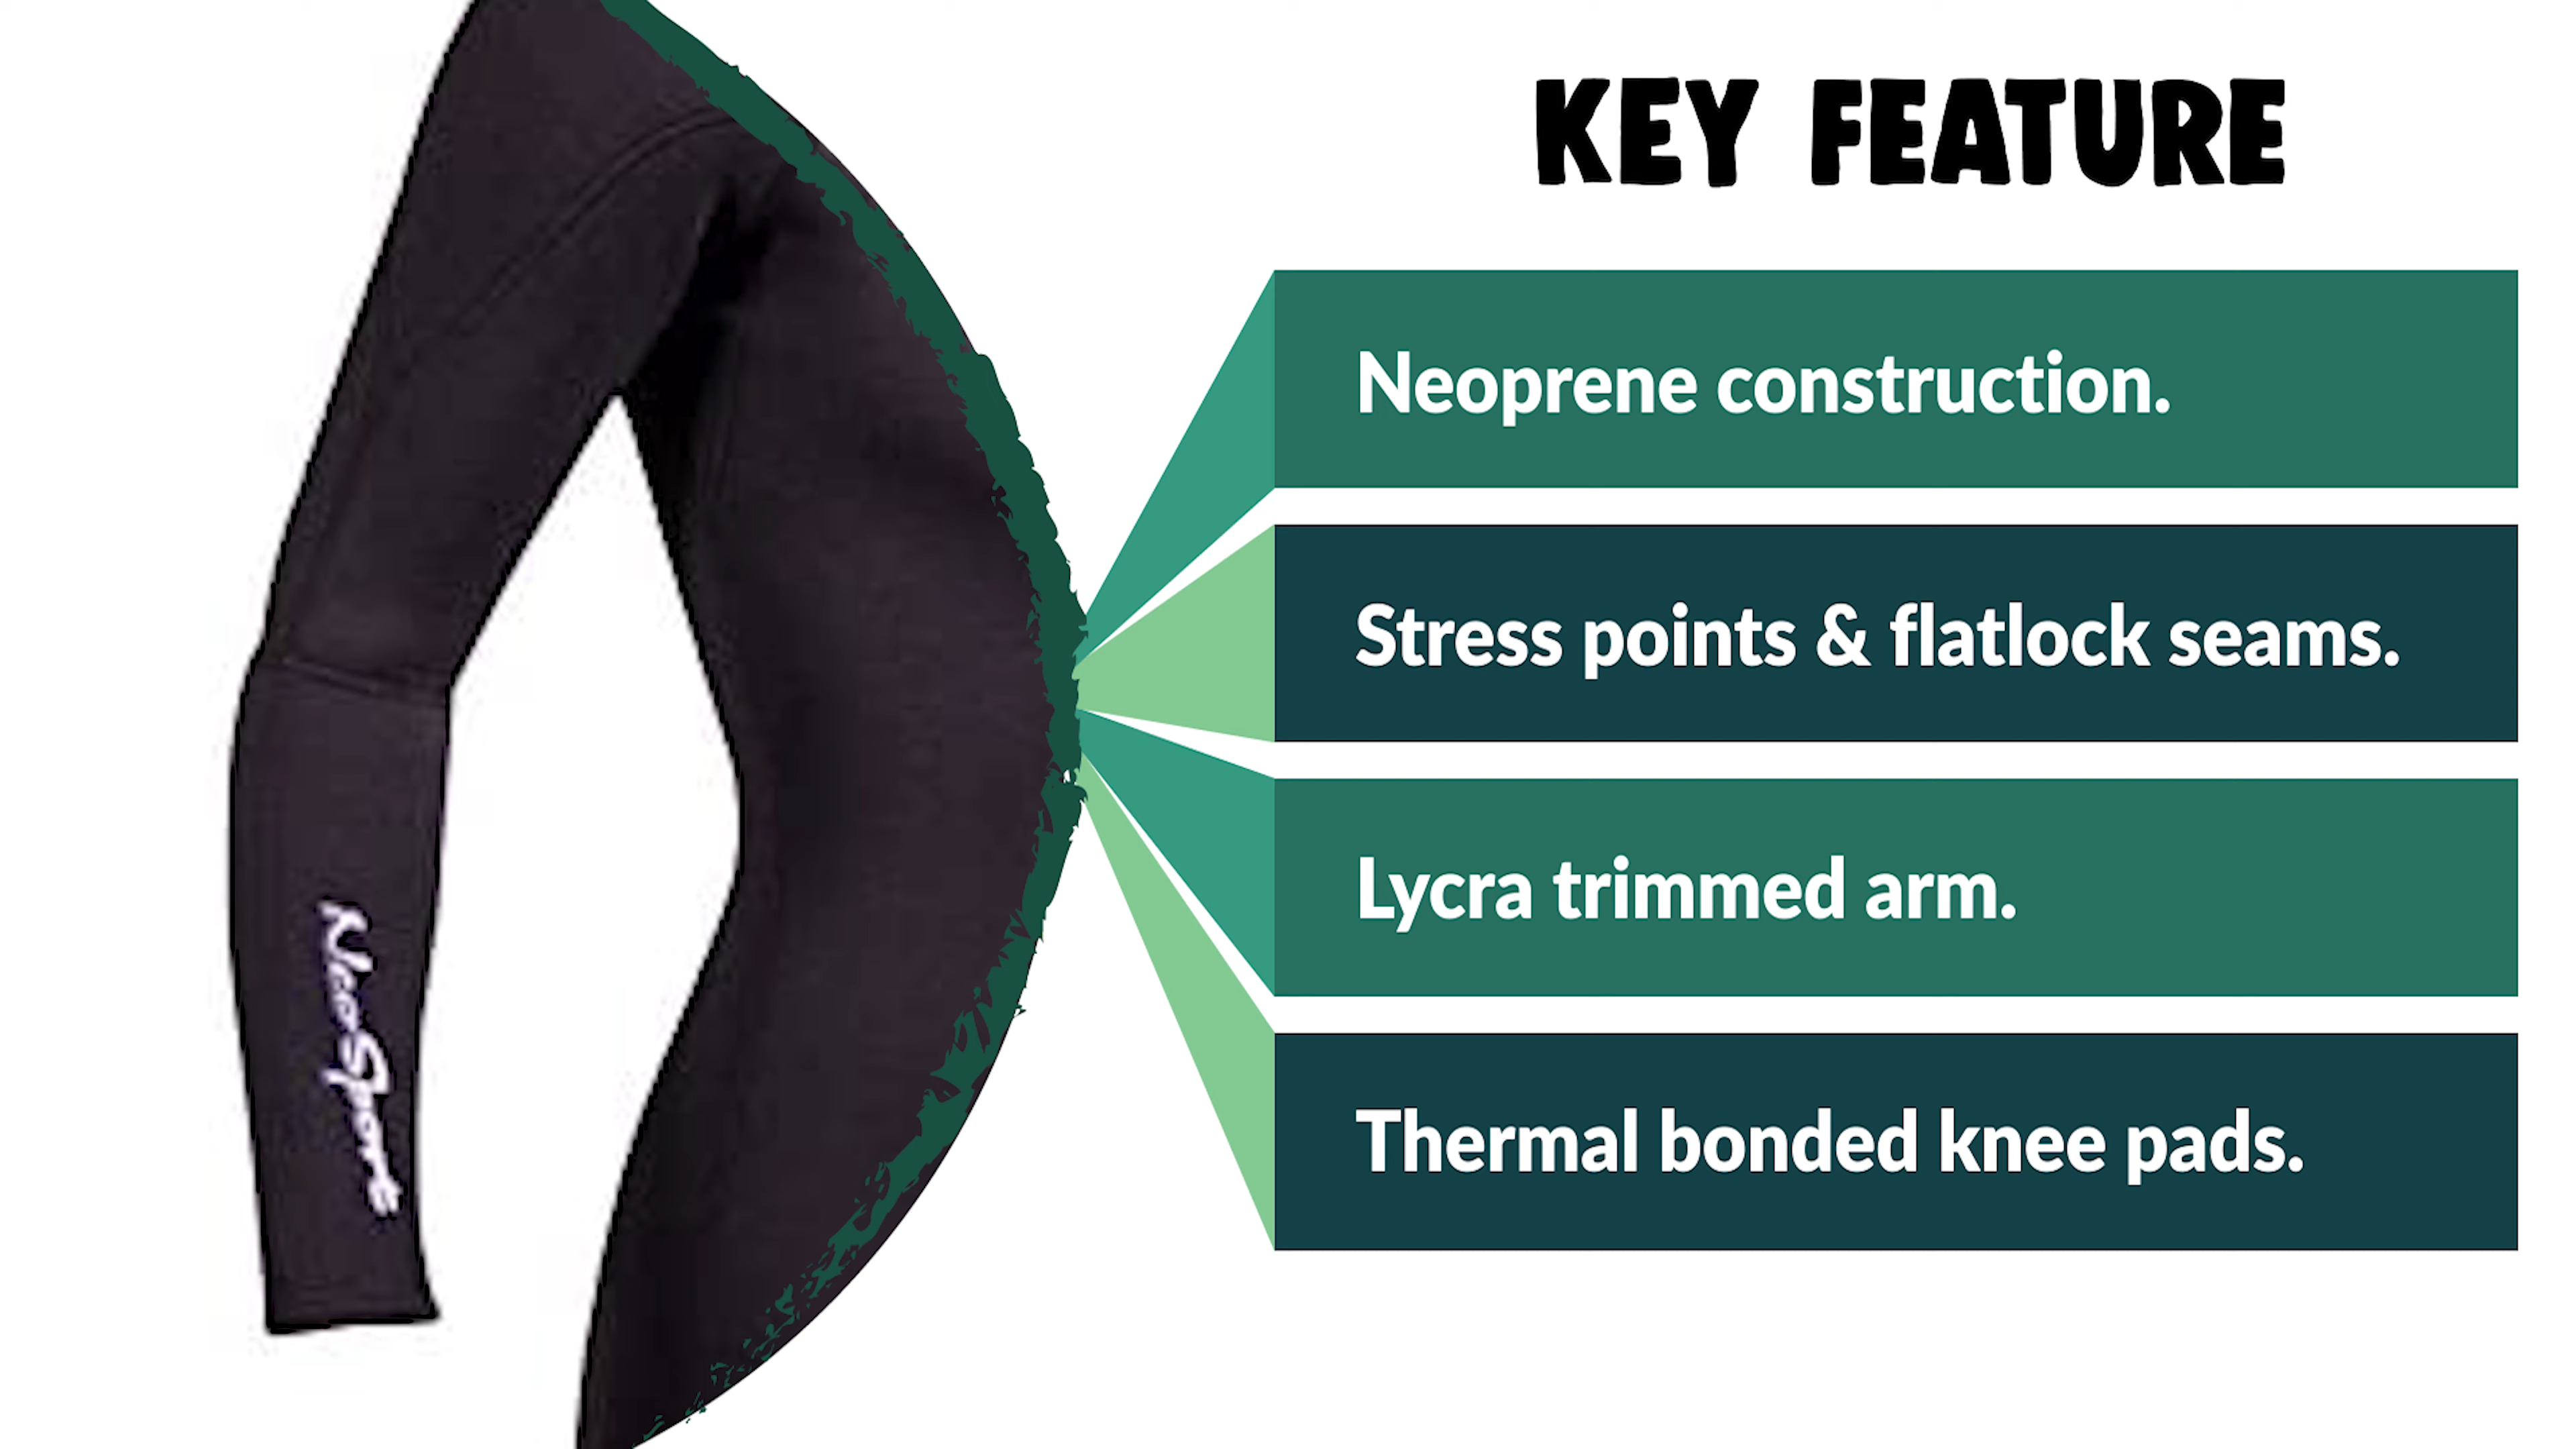 KEY FEATURE
Neoprene construction.
Stress points & flatlock seams.
Lycra trimmed arm.
Thermal bonded knee pads.
NeoSport